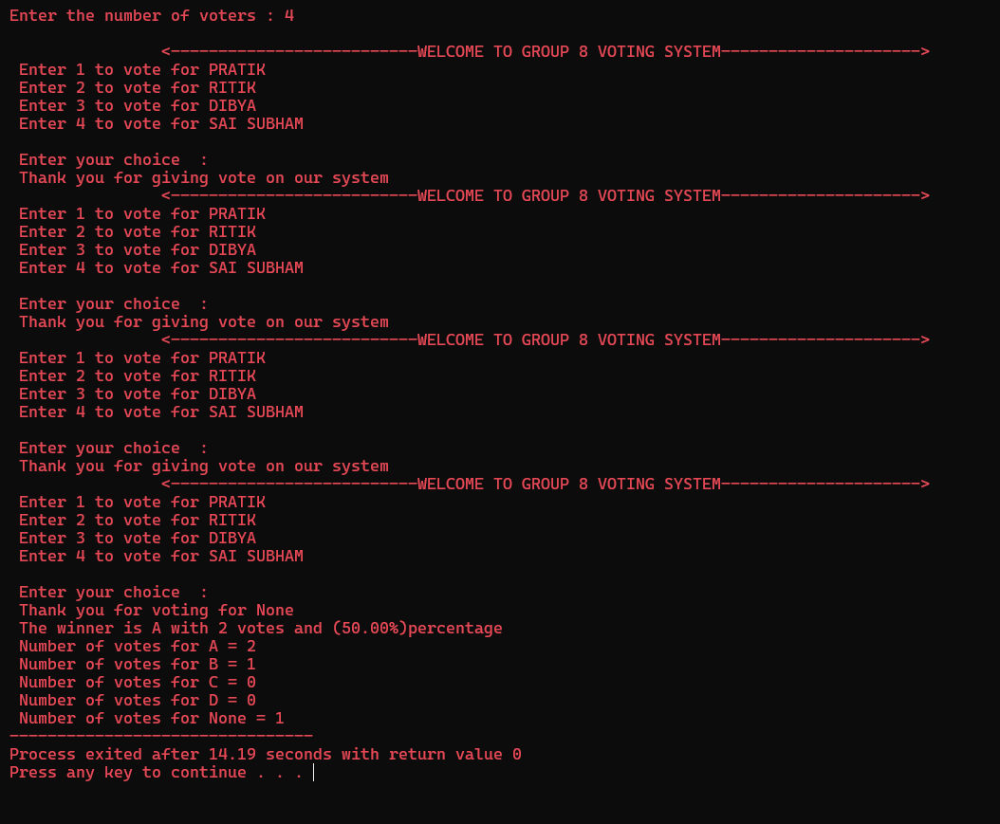 Enter the number of voters : 4
<--------------------------WELCOME TO GROUP 8 VOTING SYSTEM--------------------->
Enter 1 to vote for PRATIK
Enter 2 to vote for RITIK
Enter 3 to vote for DIBYA
Enter 4 to vote for SAI SUBHAM
Enter your choice  :
Thank you for giving vote on our system
<--------------------------WELCOME TO GROUP 8 VOTING SYSTEM--------------------->
Enter 1 to vote for PRATIK
Enter 2 to vote for RITIK
Enter 3 to vote for DIBYA
Enter 4 to vote for SAI SUBHAM
Enter your choice  :
Thank you for giving vote on our system
<--------------------------WELCOME TO GROUP 8 VOTING SYSTEM--------------------->
Enter 1 to vote for PRATIK
Enter 2 to vote for RITIK
Enter 3 to vote for DIBYA
Enter 4 to vote for SAI SUBHAM
Enter your choice  :
Thank you for giving vote on our system
<--------------------------WELCOME TO GROUP 8 VOTING SYSTEM--------------------->
Enter 1 to vote for PRATIK
Enter 2 to vote for RITIK
Enter 3 to vote for DIBYA
Enter 4 to vote for SAI SUBHAM
Enter your choice  :
Thank you for voting for None
The winner is A with 2 votes and (50.00%)percentage
Number of votes for A = 2
Number of votes for B = 1
Number of votes for C = 0
Number of votes for D = 0
Number of votes for None = 1
--------------------------------
Process exited after 14.19 seconds with return value 0
Press any key to continue . . .